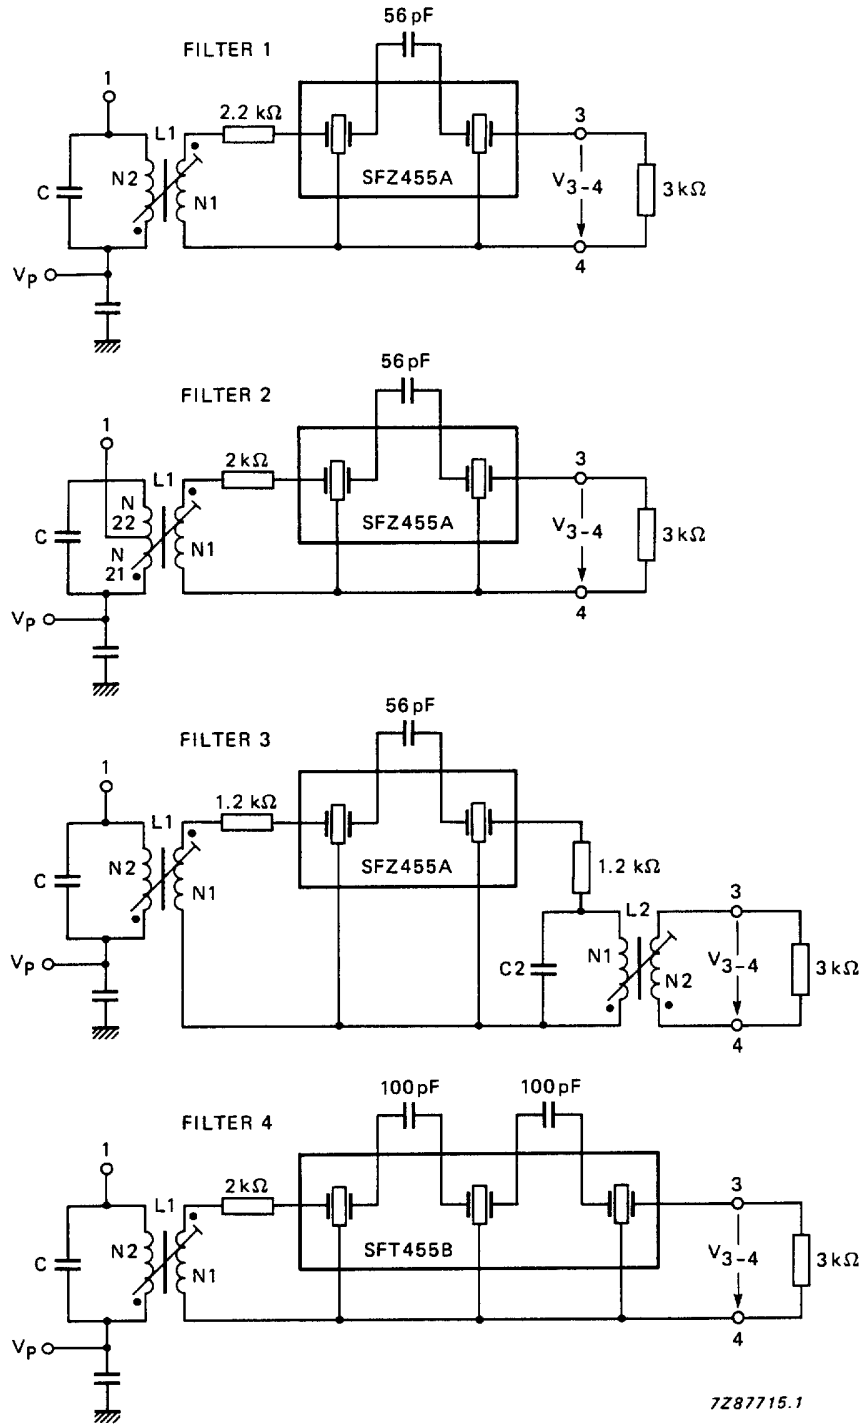 56 pF
FILTER 1
1
L1
2.2 kΩ
3
N2
C
N1
SFZ455A
V3-4
3 kΩ
4
VP
56 pF
FILTER 2
1
L1
2 kΩ
3
N
22
C
N
21
N1
SFZ455A
V3-4
3 kΩ
4
VP
56 pF
FILTER 3
1
L1
1.2 kΩ
N2
C
N1
SFZ455A
1.2 kΩ
L2
3
VP
C2
N1
N2
V3-4
3 kΩ
4
100 pF
100 pF
FILTER 4
1
L1
2 kΩ
3
N2
C
N1
SFT455B
V3-4
3 kΩ
4
VP
7Z87715.1